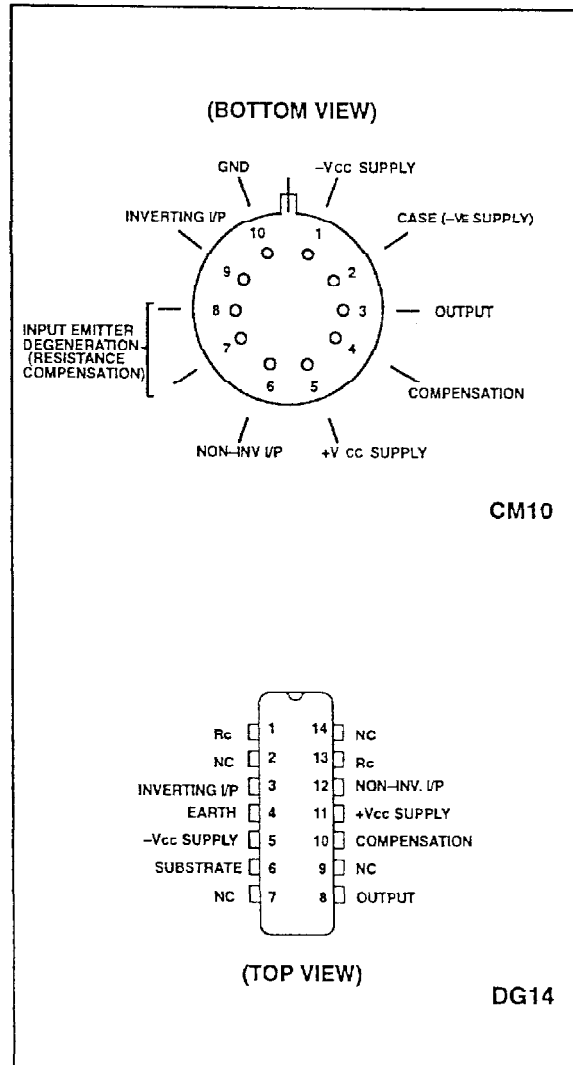 (BOTTOM VIEW)
GND
–Vcc SUPPLY
INVERTING I/P
CASE (–VE SUPPLY)
10
1
9
2
8
3
OUTPUT
INPUT EMITTER
DEGENERATION
(RESISTANCE
COMPENSATION)
7
4
6
5
COMPENSATION
NON–INV I/P
+V CC SUPPLY
CM10
Rc 1 14 NC
NC 2 13 Rc
INVERTING I/P 3 12 NON–INV. I/P
EARTH 4 11 +Vcc SUPPLY
–Vcc SUPPLY 5 10 COMPENSATION
SUBSTRATE 6 9 NC
NC 7 8 OUTPUT
(TOP VIEW)
DG14